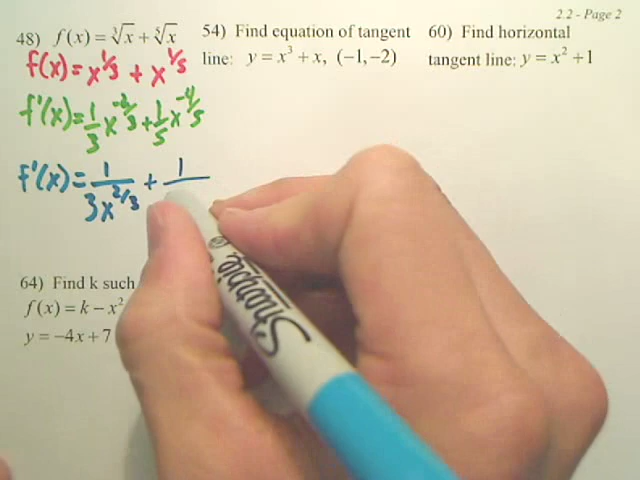 2.2 - Page 2
48) f(x) = ∛x + ⁵√x
f(x) = x^1/3 + x^1/5
f'(x) = 1/3 x^-2/3 + 1/5 x^-4/5
f'(x) = 1/(3x^2/3) + 1/
54) Find equation of tangent
line: y = x³ + x, (−1,−2)
60) Find horizontal
tangent line: y = x² + 1
64) Find k such
f(x) = k − x²
y = −4x + 7
Sharpie